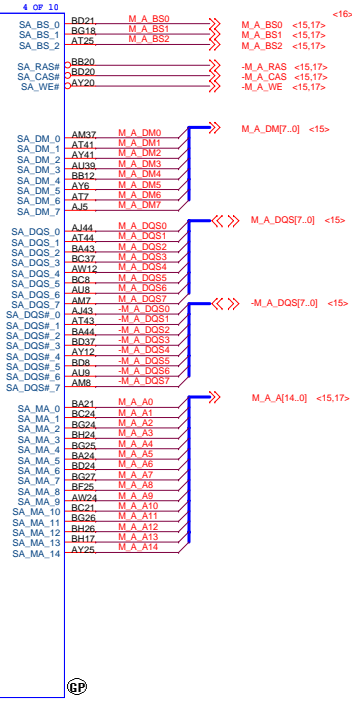 4 OF 10
<16>
SA_BS_0 BD21 M_A_BS0 M_A_BS0 <15,17>
SA_BS_1 BG18 M_A_BS1 M_A_BS1 <15,17>
SA_BS_2 AT25 M_A_BS2 M_A_BS2 <15,17>
SA_RAS# BB20 -M_A_RAS <15,17>
SA_CAS# BD20 -M_A_CAS <15,17>
SA_WE# AY20 -M_A_WE <15,17>
M_A_DM[7..0] <15>
SA_DM_0 AM37 M_A_DM0
SA_DM_1 AT41 M_A_DM1
SA_DM_2 AY41 M_A_DM2
SA_DM_3 AU39 M_A_DM3
SA_DM_4 BB12 M_A_DM4
SA_DM_5 AY6 M_A_DM5
SA_DM_6 AT7 M_A_DM6
SA_DM_7 AJ5 M_A_DM7
M_A_DQS[7..0] <15>
SA_DQS_0 AJ44 M_A_DQS0
SA_DQS_1 AT44 M_A_DQS1
SA_DQS_2 BA43 M_A_DQS2
SA_DQS_3 BC37 M_A_DQS3
SA_DQS_4 AW12 M_A_DQS4
SA_DQS_5 BC8 M_A_DQS5
SA_DQS_6 AU8 M_A_DQS6
SA_DQS_7 AM7 M_A_DQS7
-M_A_DQS[7..0] <15>
SA_DQS#_0 AJ43 -M_A_DQS0
SA_DQS#_1 AT43 -M_A_DQS1
SA_DQS#_2 BA44 -M_A_DQS2
SA_DQS#_3 BD37 -M_A_DQS3
SA_DQS#_4 AY12 -M_A_DQS4
SA_DQS#_5 BD8 -M_A_DQS5
SA_DQS#_6 AU9 -M_A_DQS6
SA_DQS#_7 AM8 -M_A_DQS7
M_A_A[14..0] <15,17>
SA_MA_0 BA21 M_A_A0
SA_MA_1 BC24 M_A_A1
SA_MA_2 BG24 M_A_A2
SA_MA_3 BH24 M_A_A3
SA_MA_4 BG25 M_A_A4
SA_MA_5 BA24 M_A_A5
SA_MA_6 BD24 M_A_A6
SA_MA_7 BG27 M_A_A7
SA_MA_8 BF25 M_A_A8
SA_MA_9 AW24 M_A_A9
SA_MA_10 BC21 M_A_A10
SA_MA_11 BG26 M_A_A11
SA_MA_12 BH26 M_A_A12
SA_MA_13 BH17 M_A_A13
SA_MA_14 AY25 M_A_A14
GP